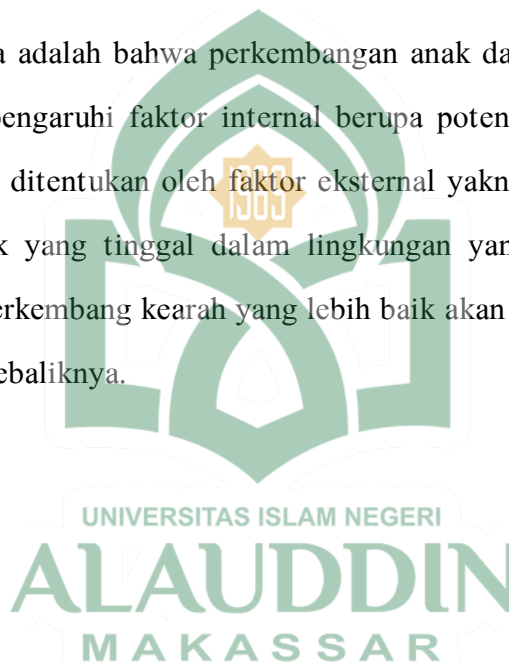 a adalah bahwa perkembangan anak da
pengaruhi faktor internal berupa poten
ditentukan oleh faktor eksternal yakn
k yang tinggal dalam lingkungan yan
erkembang kearah yang lebih baik akan
ebaliknya.
1965
UNIVERSITAS ISLAM NEGERI
ALAUDDIN
MAKASSAR